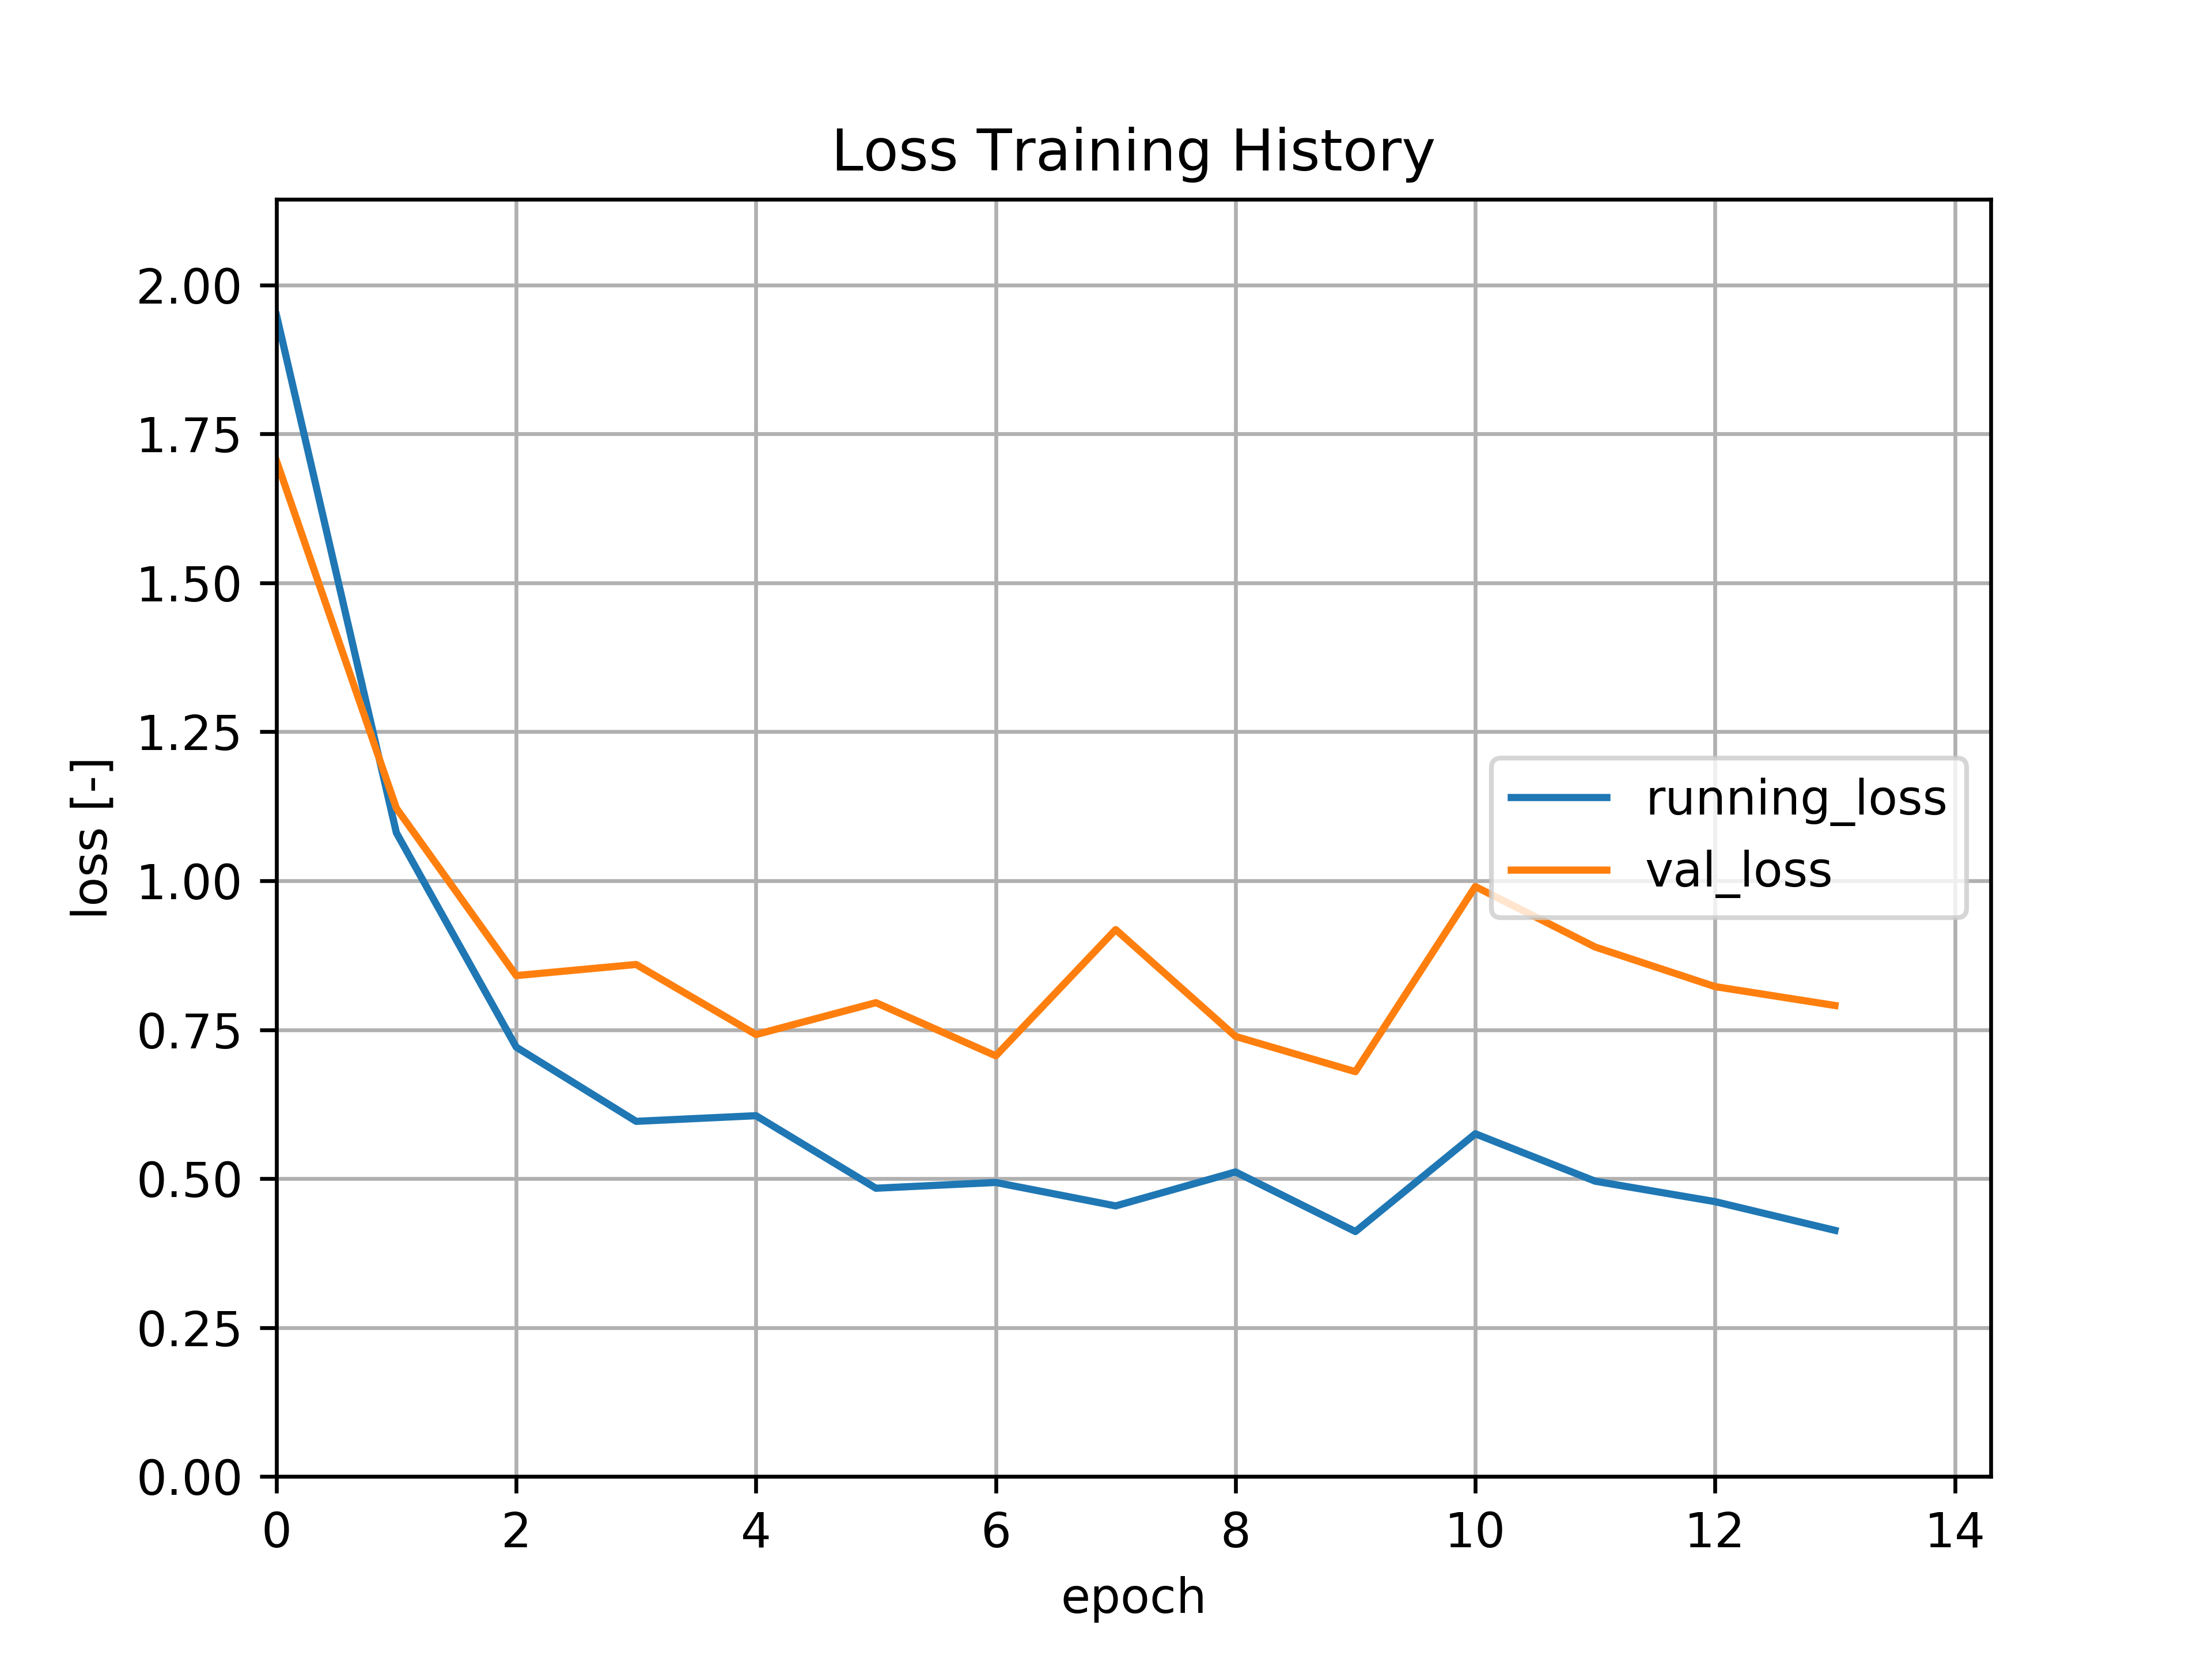 Loss Training History
2.00
1.75
1.50
1.25
1.00
0.75
0.50
0.25
0.00
loss [-]
running_loss
val_loss
0 2 4 6 8 10 12 14
epoch